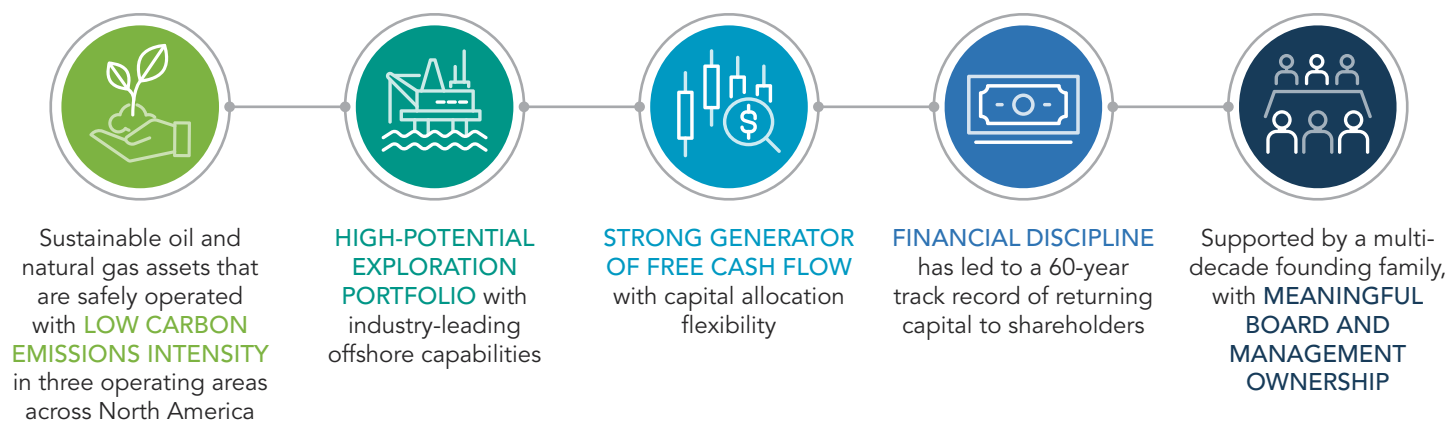 $
Sustainable oil and
natural gas assets that
are safely operated
with LOW CARBON
EMISSIONS INTENSITY
in three operating areas
across North America
HIGH-POTENTIAL
EXPLORATION
PORTFOLIO with
industry-leading
offshore capabilities
STRONG GENERATOR
OF FREE CASH FLOW
with capital allocation
flexibility
FINANCIAL DISCIPLINE
has led to a 60-year
track record of returning
capital to shareholders
Supported by a multi-
decade founding family,
with MEANINGFUL
BOARD AND
MANAGEMENT
OWNERSHIP